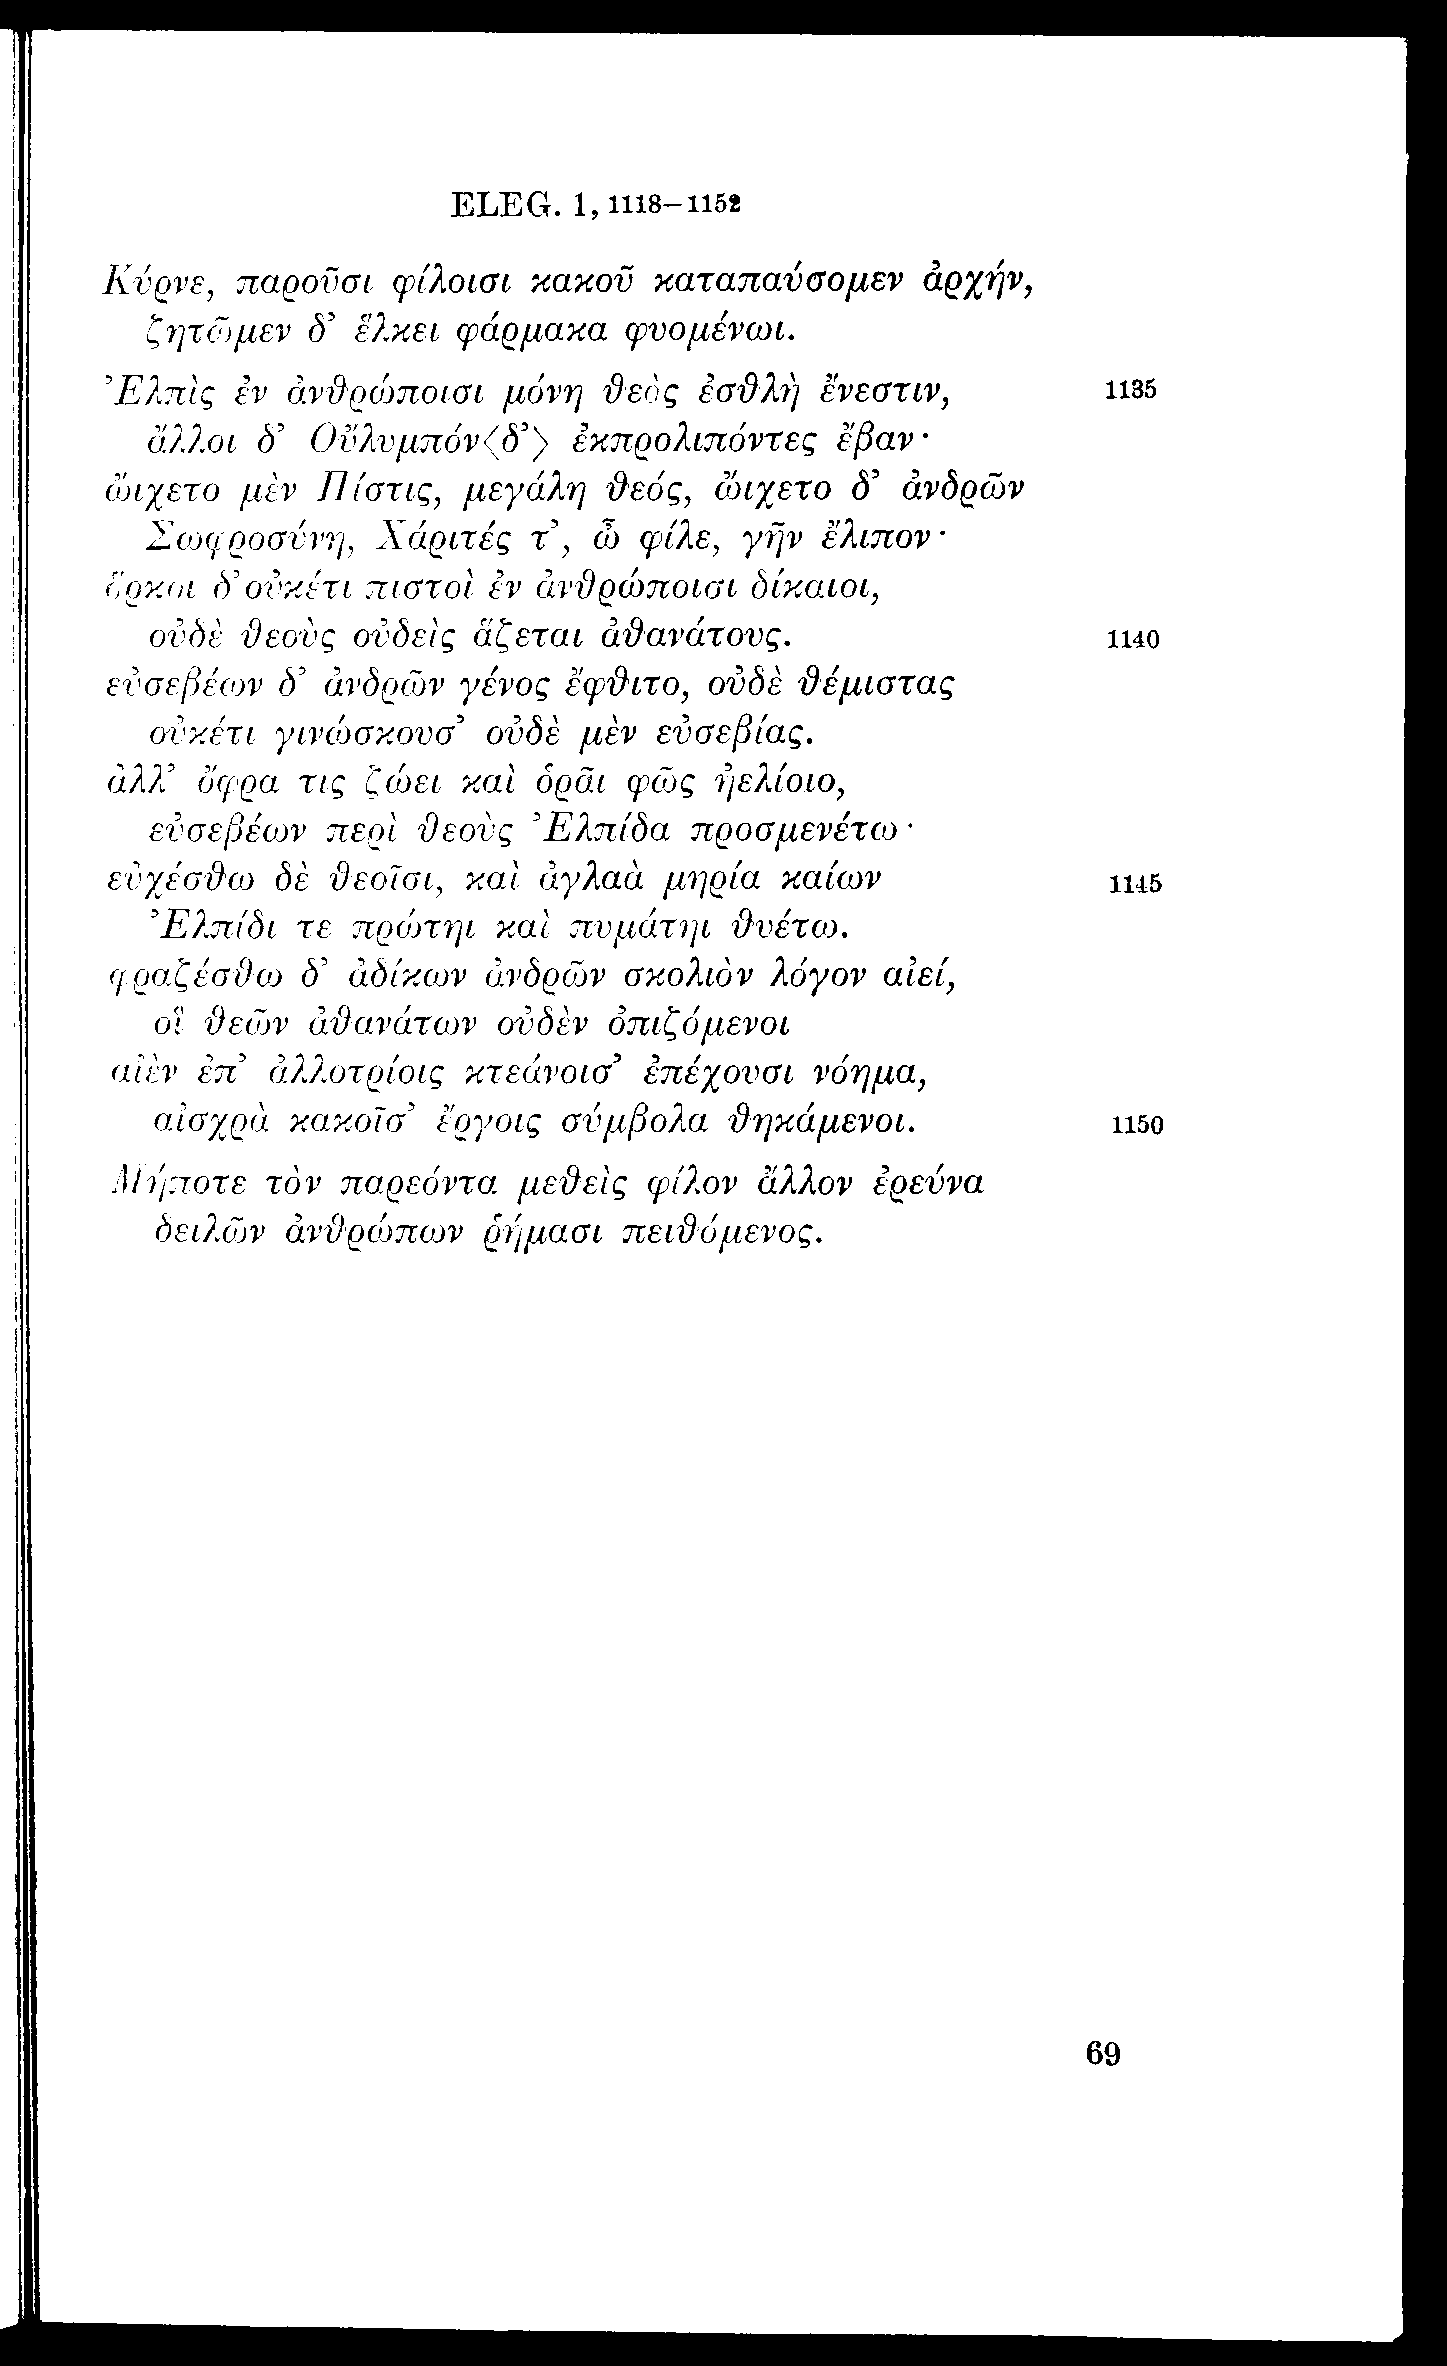 ELEG. 1, 1118–1152
Κύρνε, παροῦσι φίλοισι κακοῦ καταπαύσομεν ἀρχήν,
ζητῶμεν δ’ ἕλκει φάρμακα φυομένωι.
Ἐλπὶς ἐν ἀνθρώποισι μόνη θεὸς ἐσθλὴ ἔνεστιν, 1135
ἄλλοι δ’ Οὔλυμπόν⟨δ’⟩ ἐκπρολιπόντες ἔβαν·
ὤιχετο μὲν Πίστις, μεγάλη θεός, ὤιχετο δ’ ἀνδρῶν
Σωφροσύνη, Χάριτές τ’, ὦ φίλε, γῆν ἔλιπον·
ὅρκοι δ’ οὐκέτι πιστοὶ ἐν ἀνθρώποισι δίκαιοι,
οὐδὲ θεοὺς οὐδεὶς ἅζεται ἀθανάτους. 1140
εὐσεβέων δ’ ἀνδρῶν γένος ἔφθιτο, οὐδὲ θέμιστας
οὐκέτι γινώσκουσ’ οὐδὲ μὲν εὐσεβίας.
ἀλλ’ ὄφρα τις ζώει καὶ ὁρᾶι φῶς ἠελίοιο,
εὐσεβέων περὶ θεοὺς Ἐλπίδα προσμενέτω·
εὐχέσθω δὲ θεοῖσι, καὶ ἀγλαὰ μηρία καίων 1145
Ἐλπίδι τε πρώτηι καὶ πυμάτηι θυέτω.
φραζέσθω δ’ ἀδίκων ἀνδρῶν σκολιὸν λόγον αἰεί,
οἳ θεῶν ἀθανάτων οὐδὲν ὀπιζόμενοι
αἰὲν ἐπ’ ἀλλοτρίοις κτεάνοισ’ ἐπέχουσι νόημα,
αἰσχρὰ κακοῖσ’ ἔργοις σύμβολα θηκάμενοι. 1150
Μήποτε τὸν παρεόντα μεθεὶς φίλον ἄλλον ἐρεύνα
δειλῶν ἀνθρώπων ῥήμασι πειθόμενος.
69